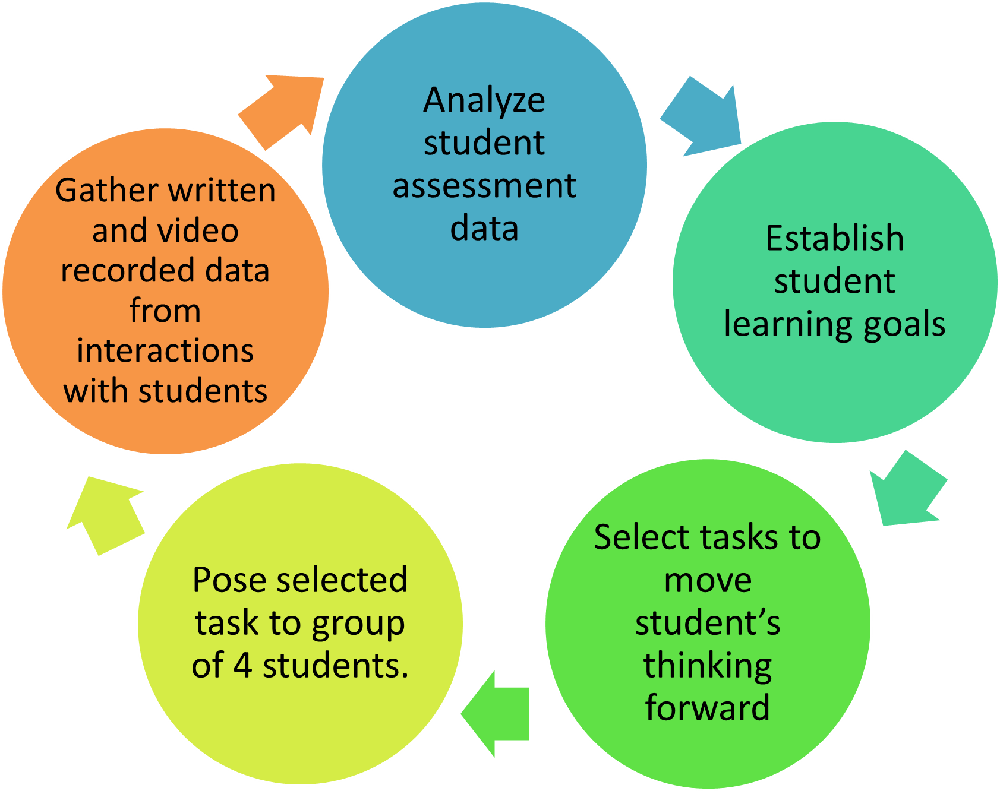 Analyze
student
assessment
data
Establish
student
learning goals
Select tasks to
move
student’s
thinking
forward
Pose selected
task to group
of 4 students.
Gather written
and video
recorded data
from
interactions
with students